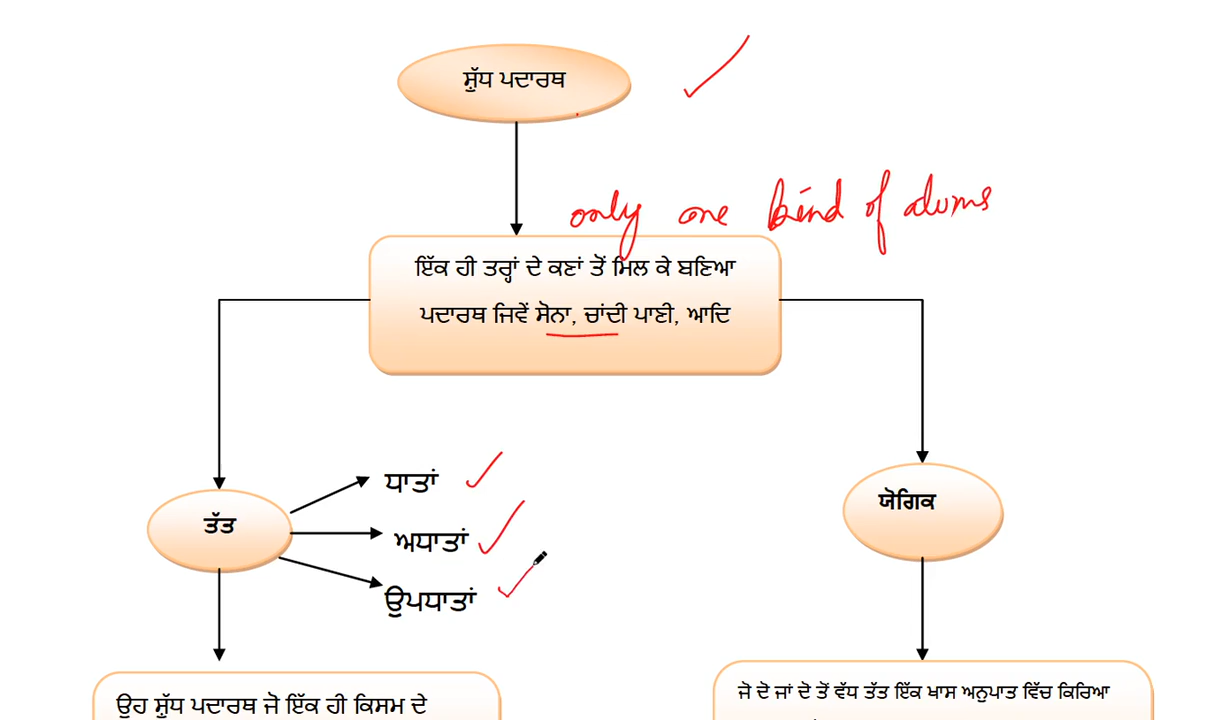 ਸ਼ੁੱਧ ਪਦਾਰਥ
only one kind of atoms
ਇੱਕ ਹੀ ਤਰ੍ਹਾਂ ਦੇ ਕਣਾਂ ਤੋਂ ਮਿਲ ਕੇ ਬਣਿਆ
ਪਦਾਰਥ ਜਿਵੇਂ ਸੋਨਾ, ਚਾਂਦੀ ਪਾਣੀ, ਆਦਿ
ਧਾਤਾਂ
ਤੱਤ
ਅਧਾਤਾਂ
ਉਪਧਾਤਾਂ
ਯੋਗਿਕ
ਉਹ ਸ਼ੁੱਧ ਪਦਾਰਥ ਜੋ ਇੱਕ ਹੀ ਕਿਸਮ ਦੇ
ਜੋ ਦੋ ਜਾਂ ਦੋ ਤੋਂ ਵੱਧ ਤੱਤ ਇੱਕ ਖਾਸ ਅਨੁਪਾਤ ਵਿੱਚ ਕਿਰਿਆ